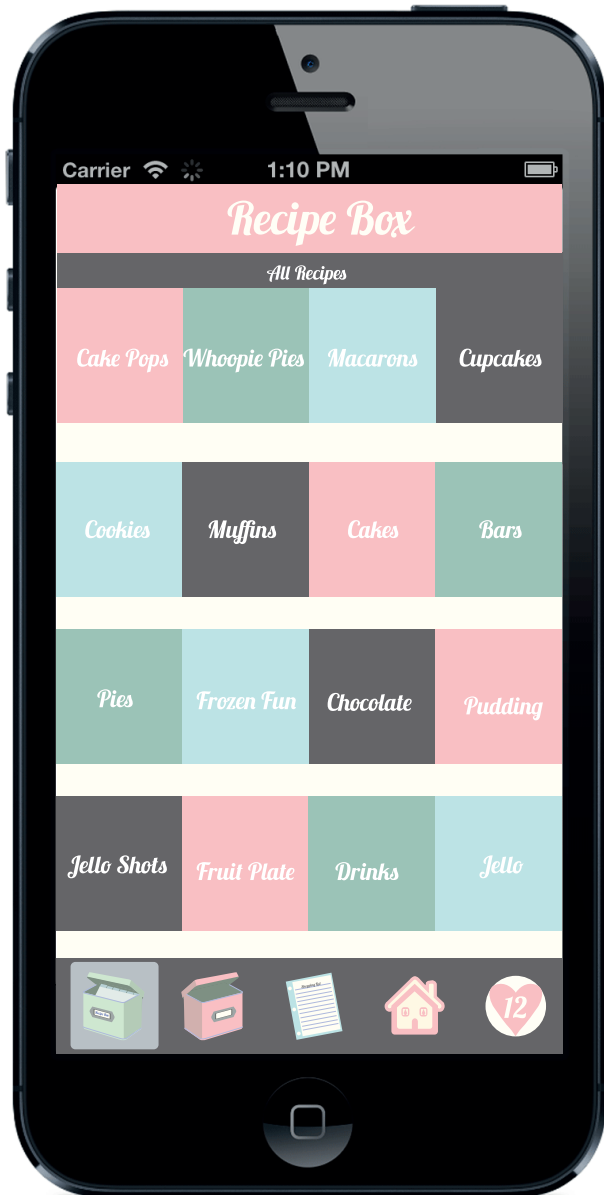 Carrier 1:10 PM
Recipe Box
All Recipes
Cake Pops Whoopie Pies Macarons Cupcakes
Cookies Muffins Cakes Bars
Pies Frozen Fun Chocolate Pudding
Jello Shots Fruit Plate Drinks Jello
12